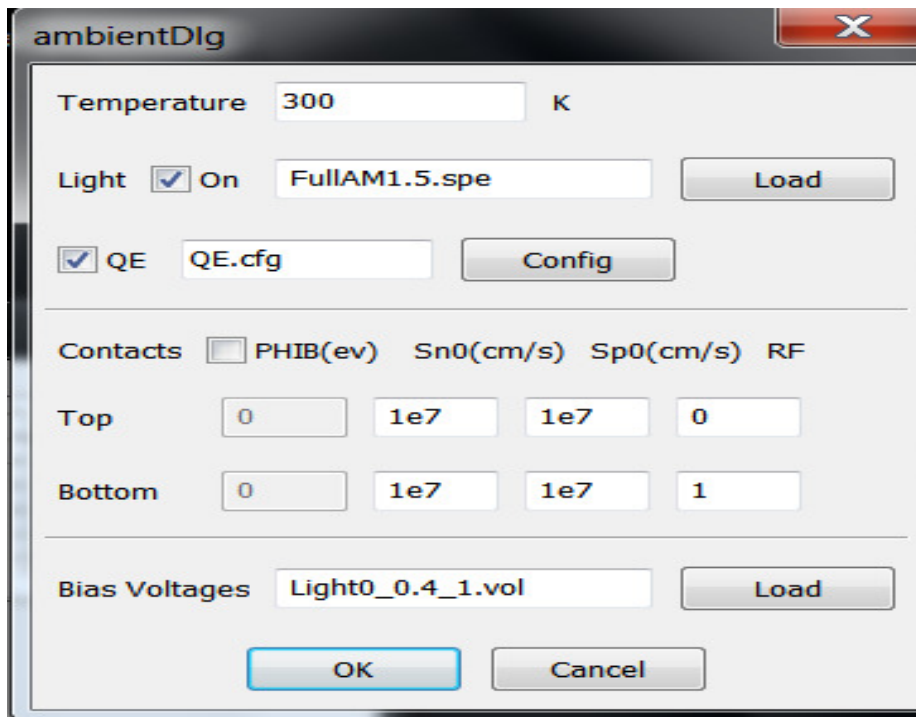 ambientDlg
Temperature 300 K
Light On FullAM1.5.spe Load
QE QE.cfg Config
Contacts PHIB(ev) Sn0(cm/s) Sp0(cm/s) RF
Top 0 1e7 1e7 0
Bottom 0 1e7 1e7 1
Bias Voltages Light0_0.4_1.vol Load
OK Cancel